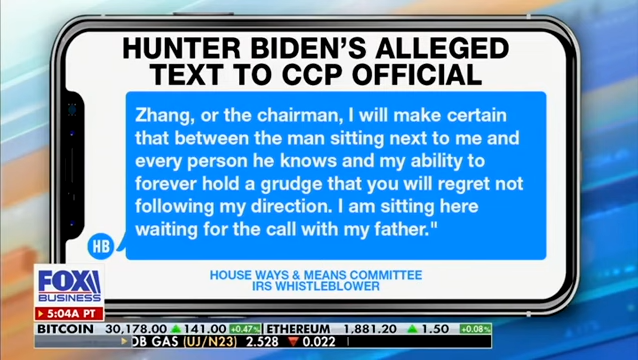 HUNTER BIDEN'S ALLEGED
TEXT TO CCP OFFICIAL
Zhang, or the chairman, I will make certain
that between the man sitting next to me and
every person he knows and my ability to
forever hold a grudge that you will regret not
following my direction. I am sitting here
waiting for the call with my father."
HB
HOUSE WAYS & MEANS COMMITTEE
IRS WHISTLEBLOWER
FOX
BUSINESS
5:04A PT
BITCOIN 30,178.00 ▲ 141.00 +0.47% ETHEREUM 1,881.20 ▲ 1.50 +0.08%
DB GAS (UJ/N23) 2.528 ▼ 0.022